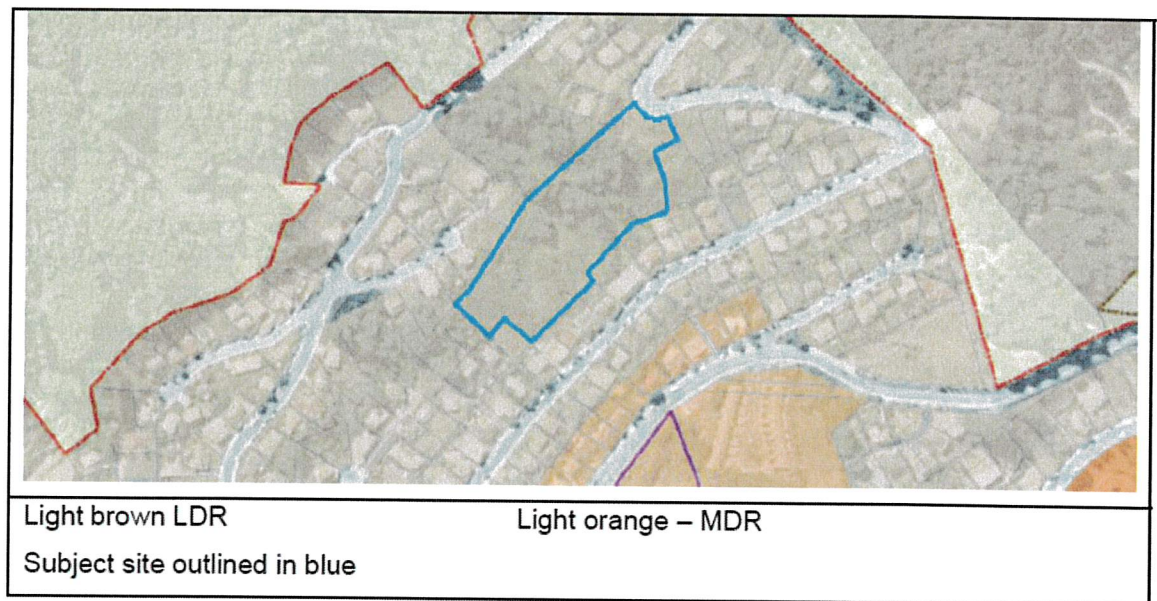 Light brown LDR
Light orange – MDR
Subject site outlined in blue